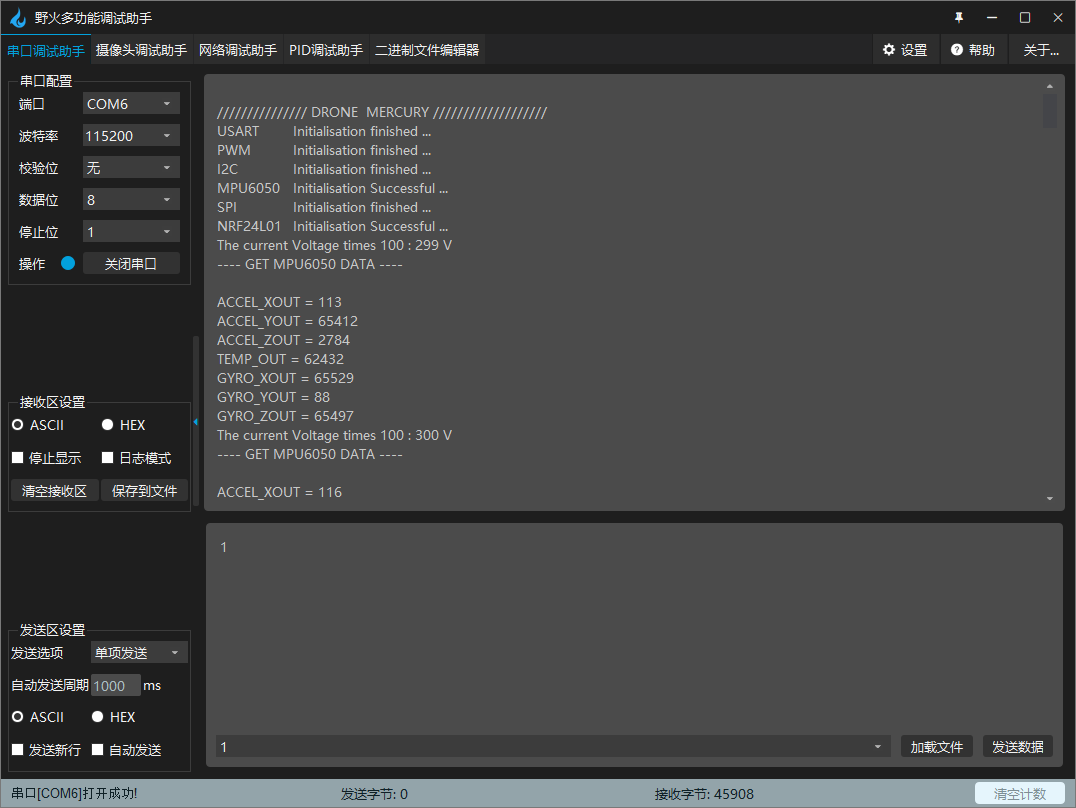 野火多功能调试助手
串口调试助手 摄像头调试助手 网络调试助手 PID调试助手 二进制文件编辑器 设置 帮助 关于...
串口配置
端口 COM6
波特率 115200
校验位 无
数据位 8
停止位 1
操作 关闭串口
接收区设置
ASCII HEX
停止显示 日志模式
清空接收区 保存到文件
发送区设置
发送选项 单项发送
自动发送周期 1000 ms
ASCII HEX
发送新行 自动发送
/////////////// DRONE  MERCURY ///////////////////
USART Initialisation finished ...
PWM Initialisation finished ...
I2C Initialisation finished ...
MPU6050 Initialisation Successful ...
SPI Initialisation finished ...
NRF24L01 Initialisation Successful ...
The current Voltage times 100 : 299 V
---- GET MPU6050 DATA ----
ACCEL_XOUT = 113
ACCEL_YOUT = 65412
ACCEL_ZOUT = 2784
TEMP_OUT = 62432
GYRO_XOUT = 65529
GYRO_YOUT = 88
GYRO_ZOUT = 65497
The current Voltage times 100 : 300 V
---- GET MPU6050 DATA ----
ACCEL_XOUT = 116
1
1 加载文件 发送数据
串口[COM6]打开成功! 发送字节: 0 接收字节: 45908 清空计数